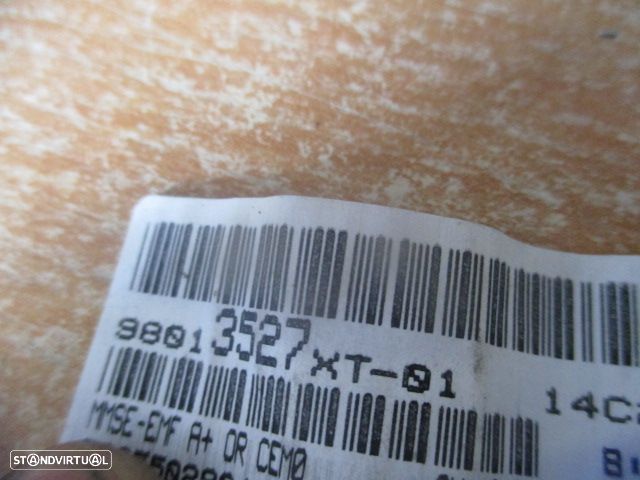 98013527XT-01
14C
MMSE-EMF A+ OR CEM0
STANDVIRTUAL